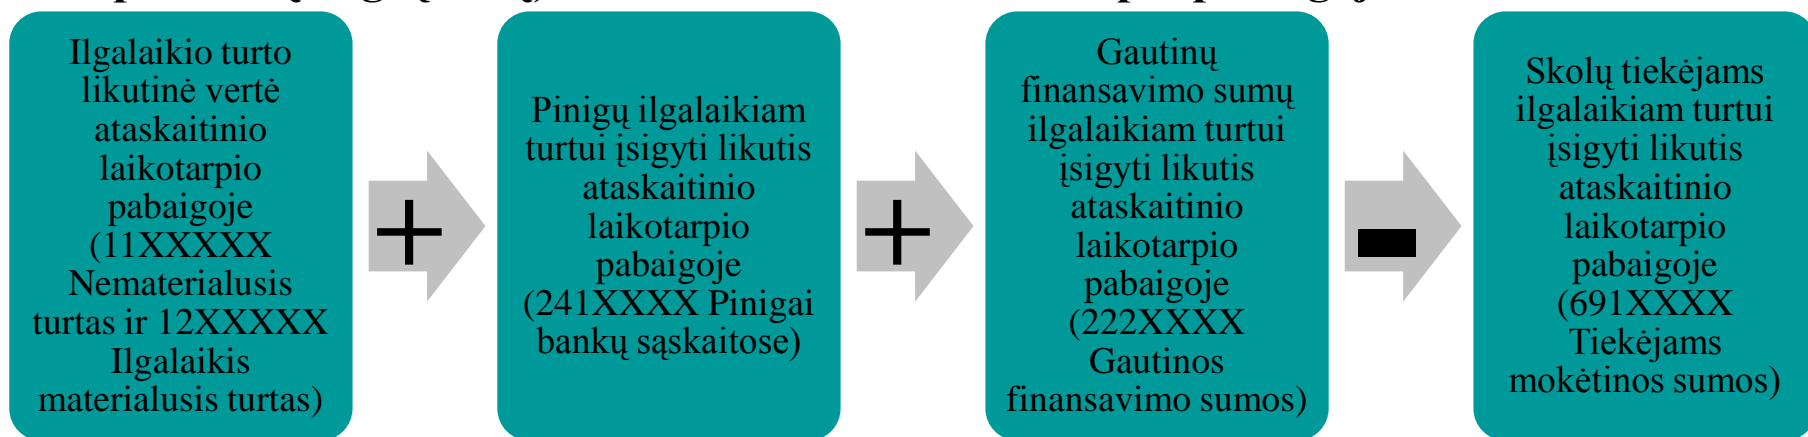 Ilgalaikio turto
likutinė vertė
ataskaitinio
laikotarpio
pabaigoje
(11XXXXX
Nematerialusis
turtas ir 12XXXXX
Ilgalaikis
materialusis turtas)
+
Pinigų ilgalaikiam
turtui įsigyti likutis
ataskaitinio
laikotarpio
pabaigoje
(241XXXX Pinigai
bankų sąskaitose)
+
Gautinų
finansavimo sumų
ilgalaikiam turtui
įsigyti likutis
ataskaitinio
laikotarpio
pabaigoje
(222XXXX
Gautinos
finansavimo sumos)
-
Skolų tiekėjams
ilgalaikiam turtui
įsigyti likutis
ataskaitinio
laikotarpio
pabaigoje
(691XXXX
Tiekėjams
mokėtinos sumos)